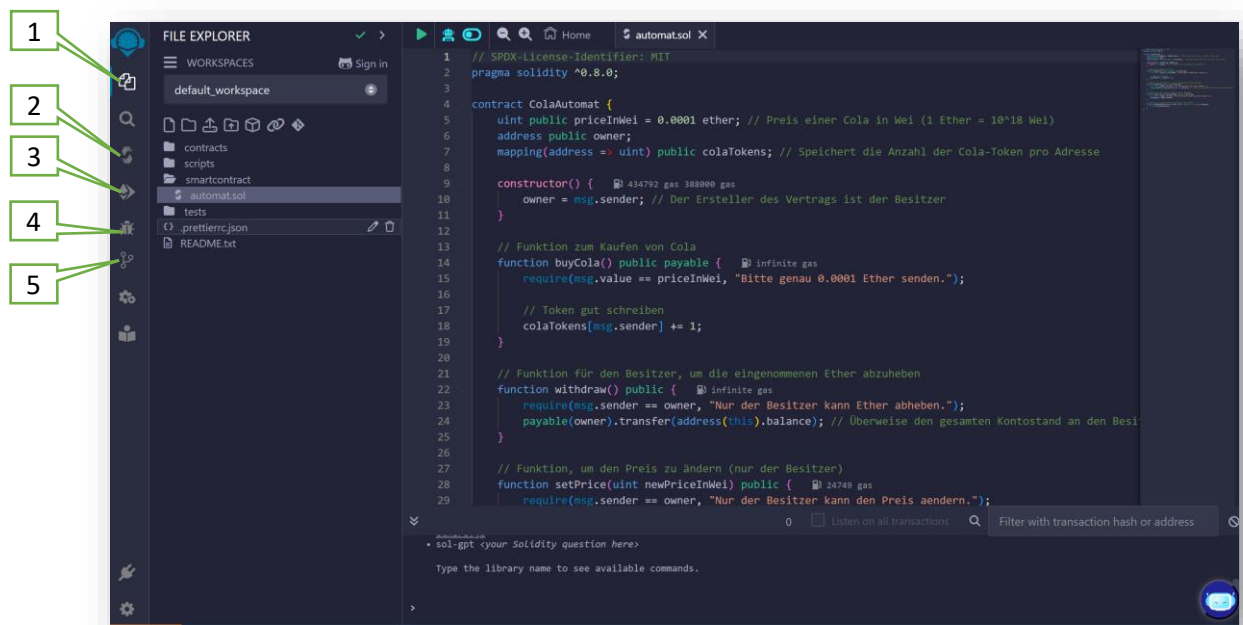 1
2
3
4
5
FILE EXPLORER
WORKSPACES
Sign in
default_workspace
contracts
scripts
smartcontract
automat.sol
tests
.prettierrc.json
README.txt
Home
automat.sol
1 // SPDX-License-Identifier: MIT
2 pragma solidity ^0.8.0;
3
4 contract ColaAutomat {
5 uint public priceInWei = 0.0001 ether; // Preis einer Cola in Wei (1 Ether = 10^18 Wei)
6 address public owner;
7 mapping(address => uint) public colaTokens; // Speichert die Anzahl der Cola-Token pro Adresse
8
9 constructor() { 434792 gas 388000 gas
10 owner = msg.sender; // Der Ersteller des Vertrags ist der Besitzer
11 }
12
13 // Funktion zum Kaufen von Cola
14 function buyCola() public payable { infinite gas
15 require(msg.value == priceInWei, "Bitte genau 0.0001 Ether senden.");
16
17 // Token gut schreiben
18 colaTokens[msg.sender] += 1;
19 }
20
21 // Funktion für den Besitzer, um die eingenommenen Ether abzuheben
22 function withdraw() public { infinite gas
23 require(msg.sender == owner, "Nur der Besitzer kann Ether abheben.");
24 payable(owner).transfer(address(this).balance); // Überweise den gesamten Kontostand an den Besi
25 }
26
27 // Funktion, um den Preis zu ändern (nur der Besitzer)
28 function setPrice(uint newPriceInWei) public { 24749 gas
29 require(msg.sender == owner, "Nur der Besitzer kann den Preis aendern.");
0 Listen on all transactions Filter with transaction hash or address
• sol-gpt <your Solidity question here>
Type the library name to see available commands.
>